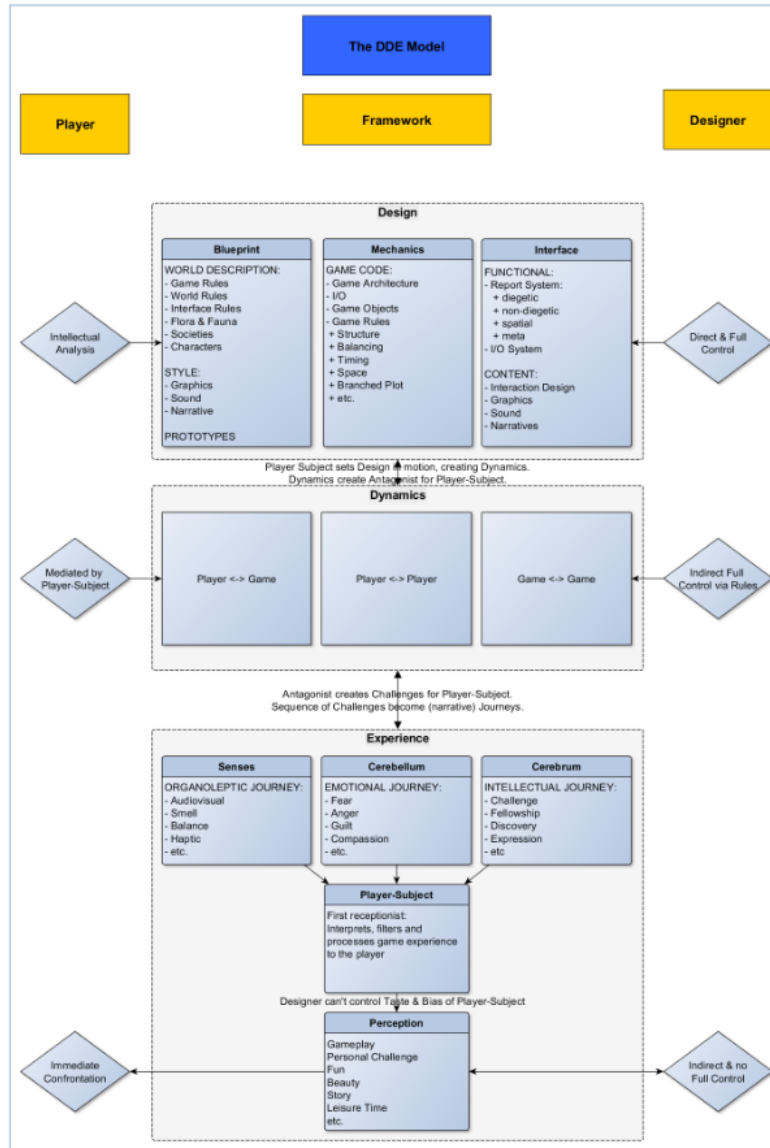 The DDE Model
Player
Framework
Designer
Design
Blueprint
WORLD DESCRIPTION:
- Game Rules
- World Rules
- Interface Rules
- Flora & Fauna
- Societies
- Characters
STYLE:
- Graphics
- Sound
- Narrative
PROTOTYPES
Mechanics
GAME CODE:
- Game Architecture
- I/O
- Game Objects
- Game Rules
+ Structure
+ Balancing
+ Timing
+ Space
+ Branched Plot
+ etc.
Interface
FUNCTIONAL:
- Report System:
+ diegetic
+ non-diegetic
+ spatial
+ meta
- I/O System
CONTENT:
- Interaction Design
- Graphics
- Sound
- Narratives
Intellectual
Analysis
Direct & Full
Control
Player Subject sets Design in motion, creating Dynamics.
Dynamics create Antagonist for Player-Subject.
Dynamics
Mediated by
Player-Subject
Player <-> Game
Player <-> Player
Game <-> Game
Indirect Full
Control via Rules
Antagonist creates Challenges for Player-Subject.
Sequence of Challenges become (narrative) Journeys.
Experience
Senses
ORGANOLEPTIC JOURNEY:
- Audiovisual
- Smell
- Balance
- Haptic
- etc.
Cerebellum
EMOTIONAL JOURNEY:
- Fear
- Anger
- Guilt
- Compassion
- etc.
Cerebrum
INTELLECTUAL JOURNEY:
- Challenge
- Fellowship
- Discovery
- Expression
- etc
Player-Subject
First receptionist:
Interprets, filters and
processes game experience
to the player
Designer can't control Taste & Bias of Player-Subject
Perception
Gameplay
Personal Challenge
Fun
Beauty
Story
Leisure Time
etc.
Immediate
Confrontation
Indirect & no
Full Control